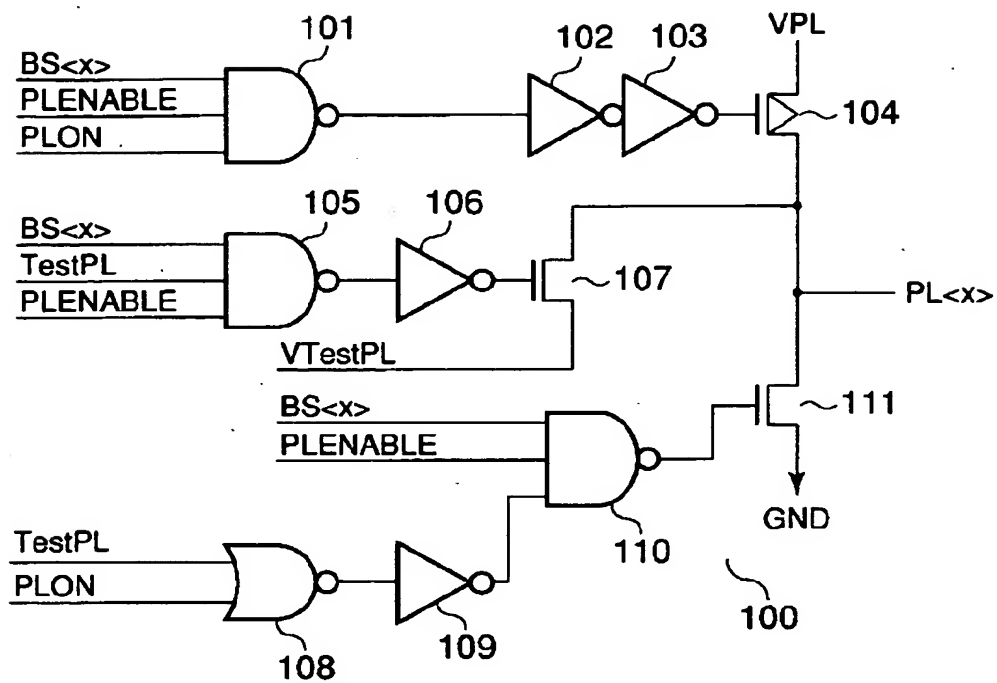 101
102
103
VPL
BS<x>
PLENABLE
PLON
104
BS<x>
TestPL
PLENABLE
105
106
107
PL<x>
VTestPL
BS<x>
PLENABLE
111
GND
110
TestPL
PLON
108
109
100